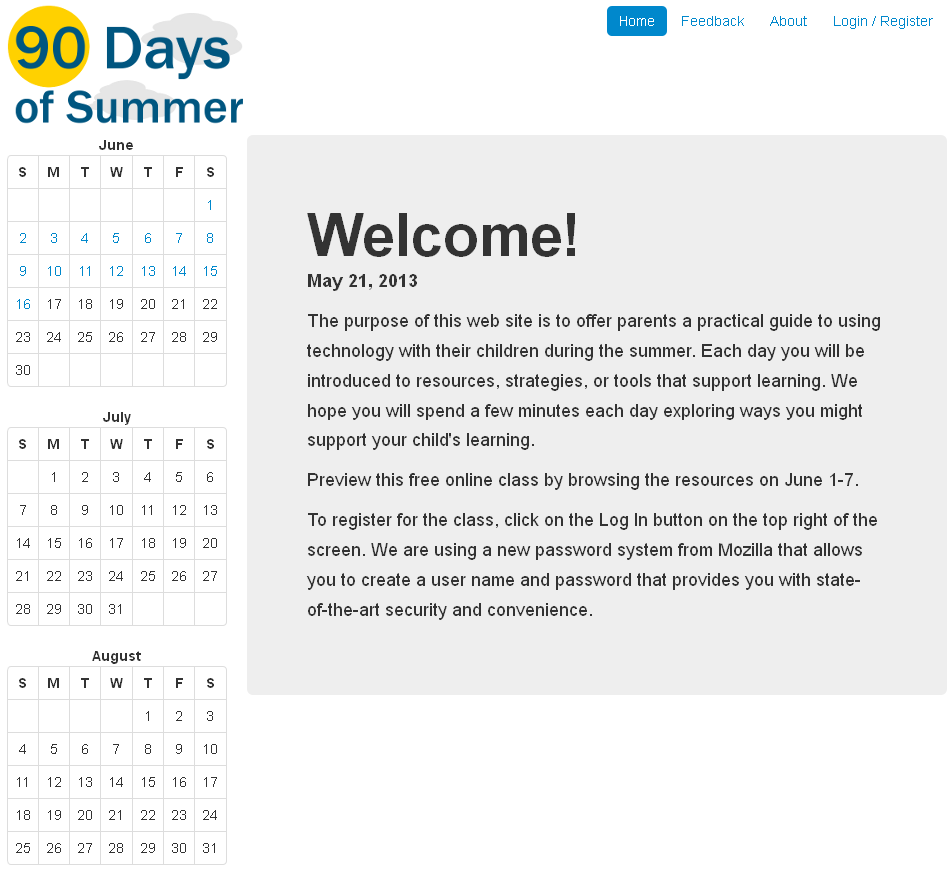 90 Days
of Summer
Home Feedback About Login / Register
June
S M T W T F S
1
2 3 4 5 6 7 8
9 10 11 12 13 14 15
16 17 18 19 20 21 22
23 24 25 26 27 28 29
30
July
S M T W T F S
1 2 3 4 5 6
7 8 9 10 11 12 13
14 15 16 17 18 19 20
21 22 23 24 25 26 27
28 29 30 31
August
S M T W T F S
1 2 3
4 5 6 7 8 9 10
11 12 13 14 15 16 17
18 19 20 21 22 23 24
25 26 27 28 29 30 31
Welcome!
May 21, 2013
The purpose of this web site is to offer parents a practical guide to using
technology with their children during the summer. Each day you will be
introduced to resources, strategies, or tools that support learning. We
hope you will spend a few minutes each day exploring ways you might
support your child's learning.
Preview this free online class by browsing the resources on June 1-7.
To register for the class, click on the Log In button on the top right of the
screen. We are using a new password system from Mozilla that allows
you to create a user name and password that provides you with state-
of-the-art security and convenience.